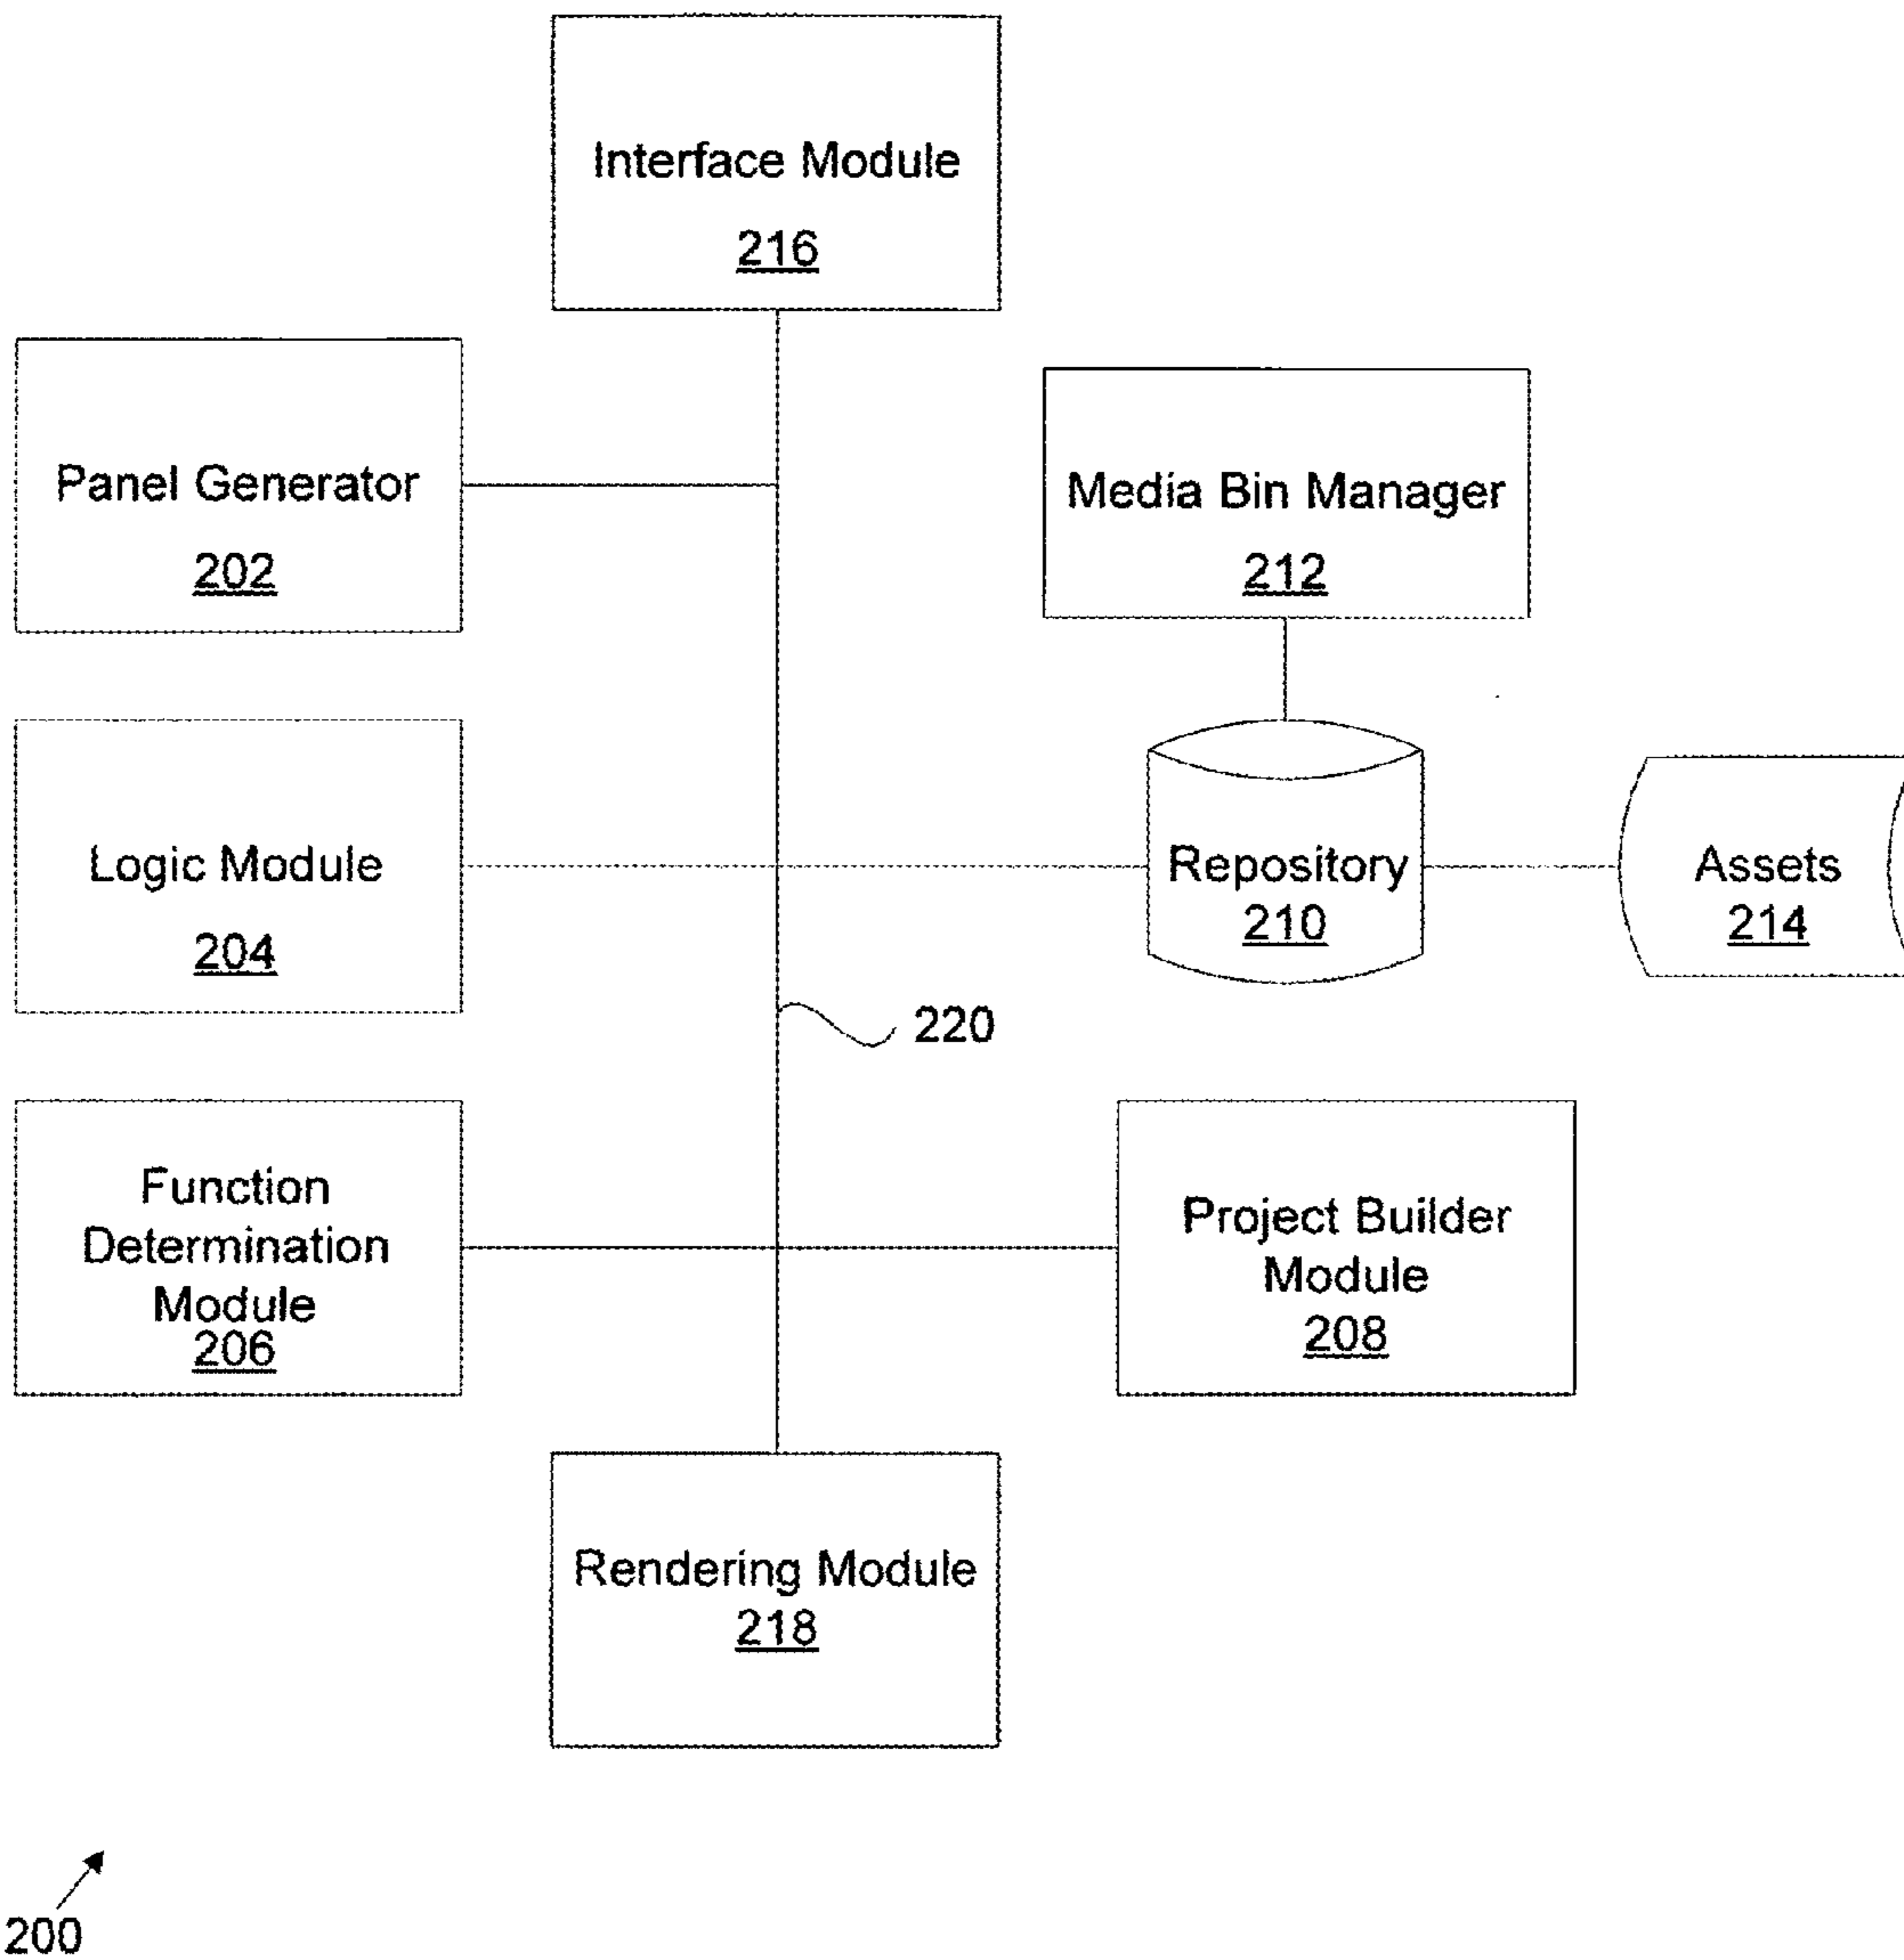 Interface Module
216
Panel Generator
202
Media Bin Manager
212
Logic Module
204
Repository
210
Assets
214
220
Function
Determination
Module
206
Project Builder
Module
208
Rendering Module
218
200